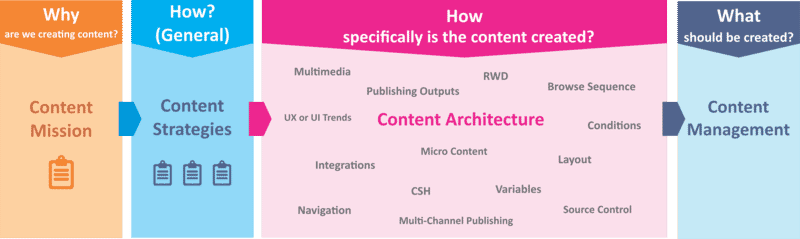 Why
are we creating content?
Content
Mission
How?
(General)
Content
Strategies
How
specifically is the content created?
Multimedia
RWD
Publishing Outputs
Browse Sequence
UX or UI Trends
Content Architecture
Conditions
Micro Content
Integrations
Layout
CSH
Variables
Navigation
Multi-Channel Publishing
Source Control
What
should be created?
Content
Management